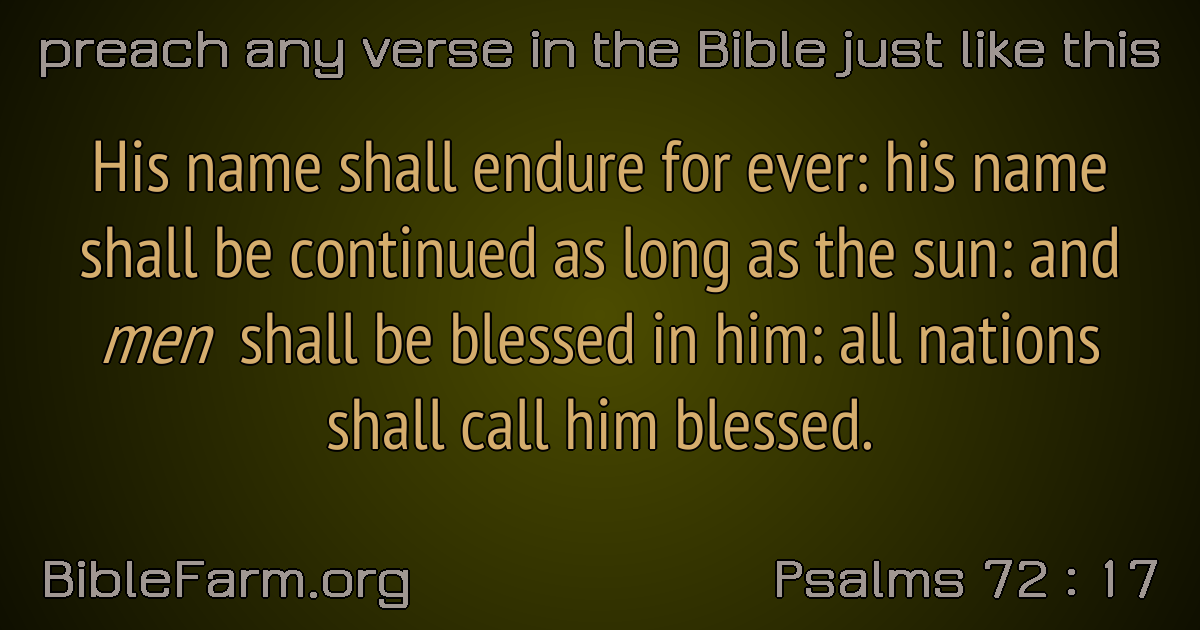 preach any verse in the Bible just like this
His name shall endure for ever: his name
shall be continued as long as the sun: and
men shall be blessed in him: all nations
shall call him blessed.
BibleFarm.org
Psalms 72 : 17